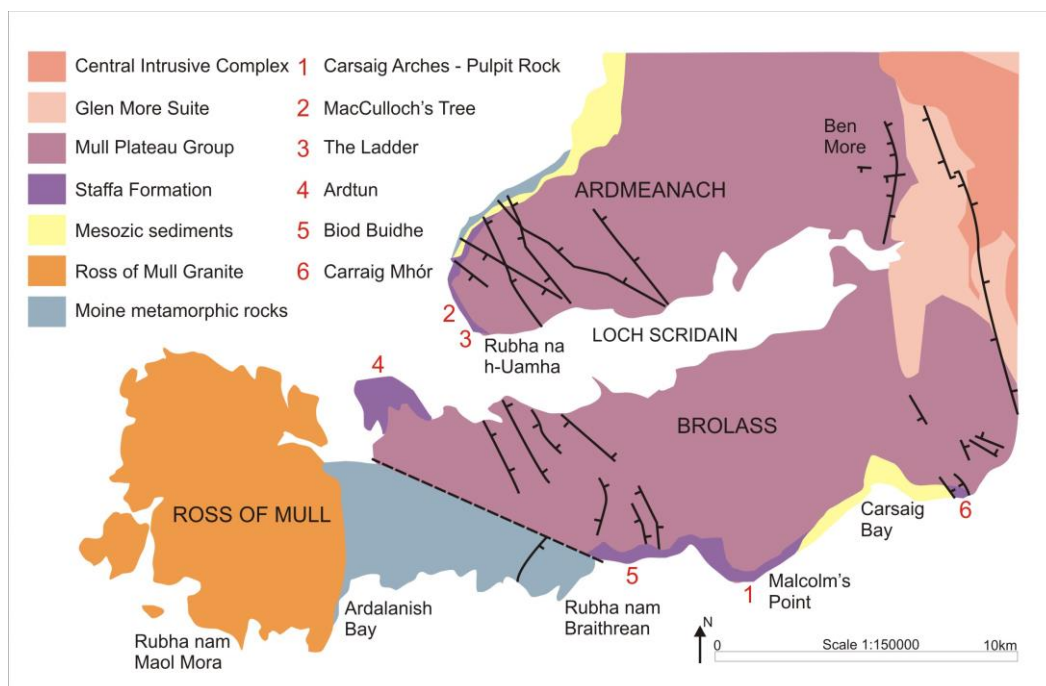 Central Intrusive Complex
Glen More Suite
Mull Plateau Group
Staffa Formation
Mesozic sediments
Ross of Mull Granite
Moine metamorphic rocks
1 Carsaig Arches - Pulpit Rock
2 MacCulloch's Tree
3 The Ladder
4 Ardtun
5 Biod Buidhe
6 Carraig Mhór
Ben
More
ARDMEANACH
2
3
Rubha na
h-Uamha
LOCH SCRIDAIN
4
BROLASS
ROSS OF MULL
Carsaig
Bay
6
5
1
Malcolm's
Point
Ardalanish
Bay
Rubha nam
Braithrean
Rubha nam
Maol Mora
N
0 Scale 1:150000 10km